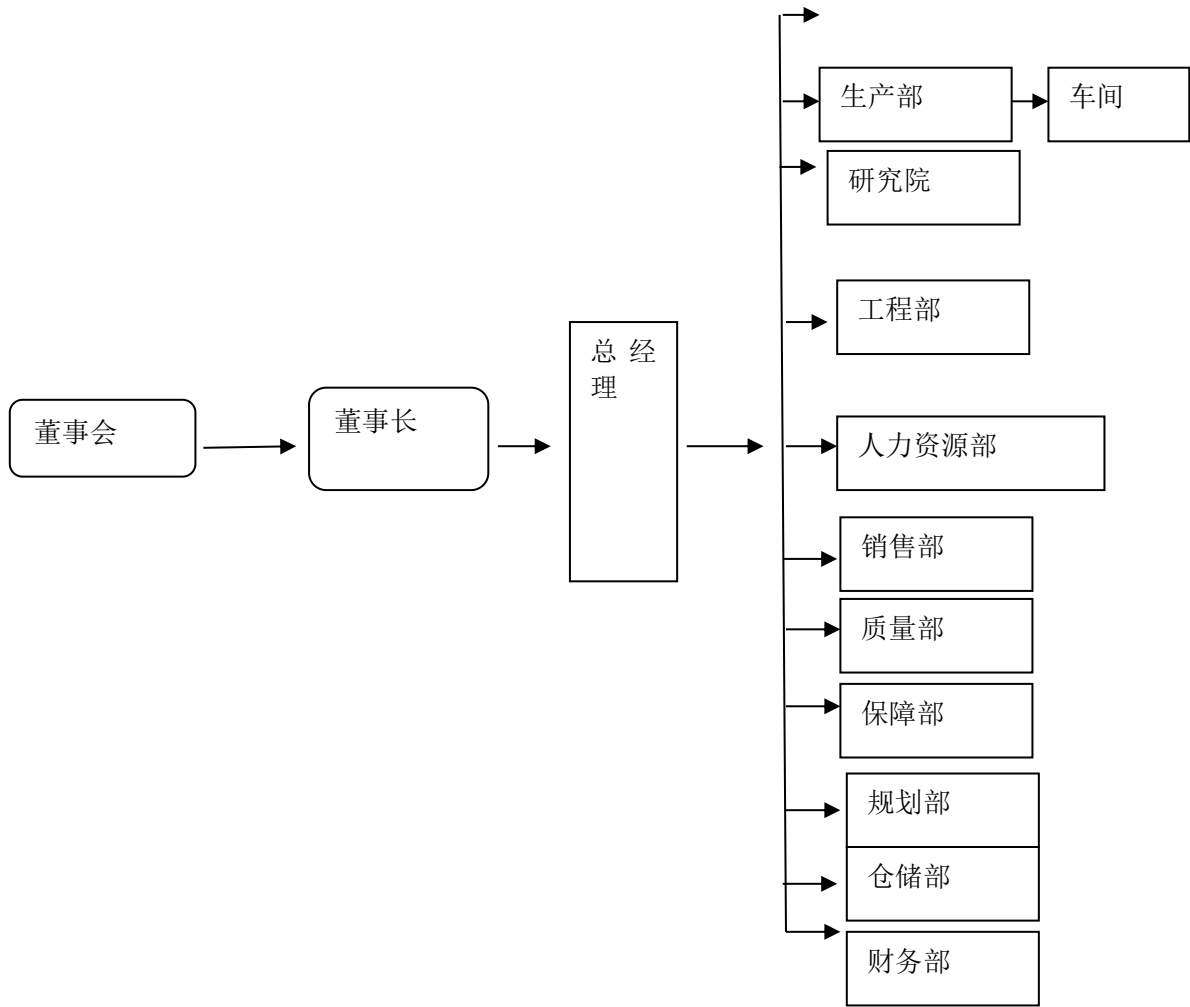 生产部
车间
研究院
工程部
总 经
理
董事会
董事长
人力资源部
销售部
质量部
保障部
规划部
仓储部
财务部